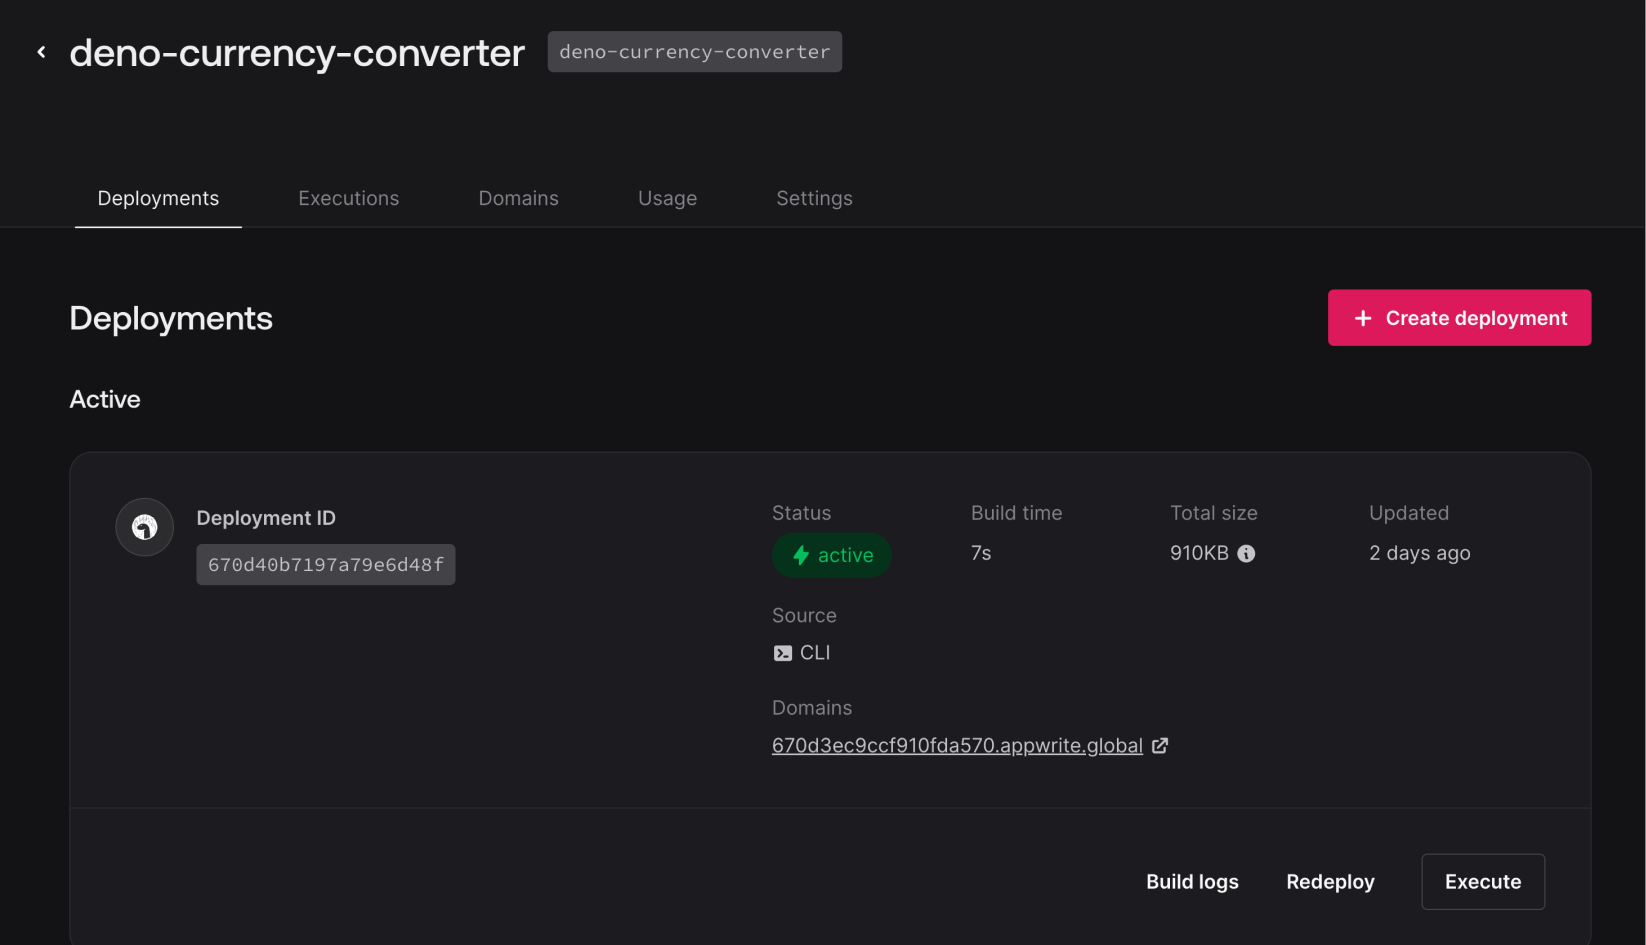 deno-currency-converter deno-currency-converter
Deployments Executions Domains Usage Settings
Deployments
+ Create deployment
Active
Deployment ID
670d40b7197a79e6d48f
Status Build time Total size Updated
active 7s 910KB 2 days ago
Source
CLI
Domains
670d3ec9ccf910fda570.appwrite.global
Build logs Redeploy Execute